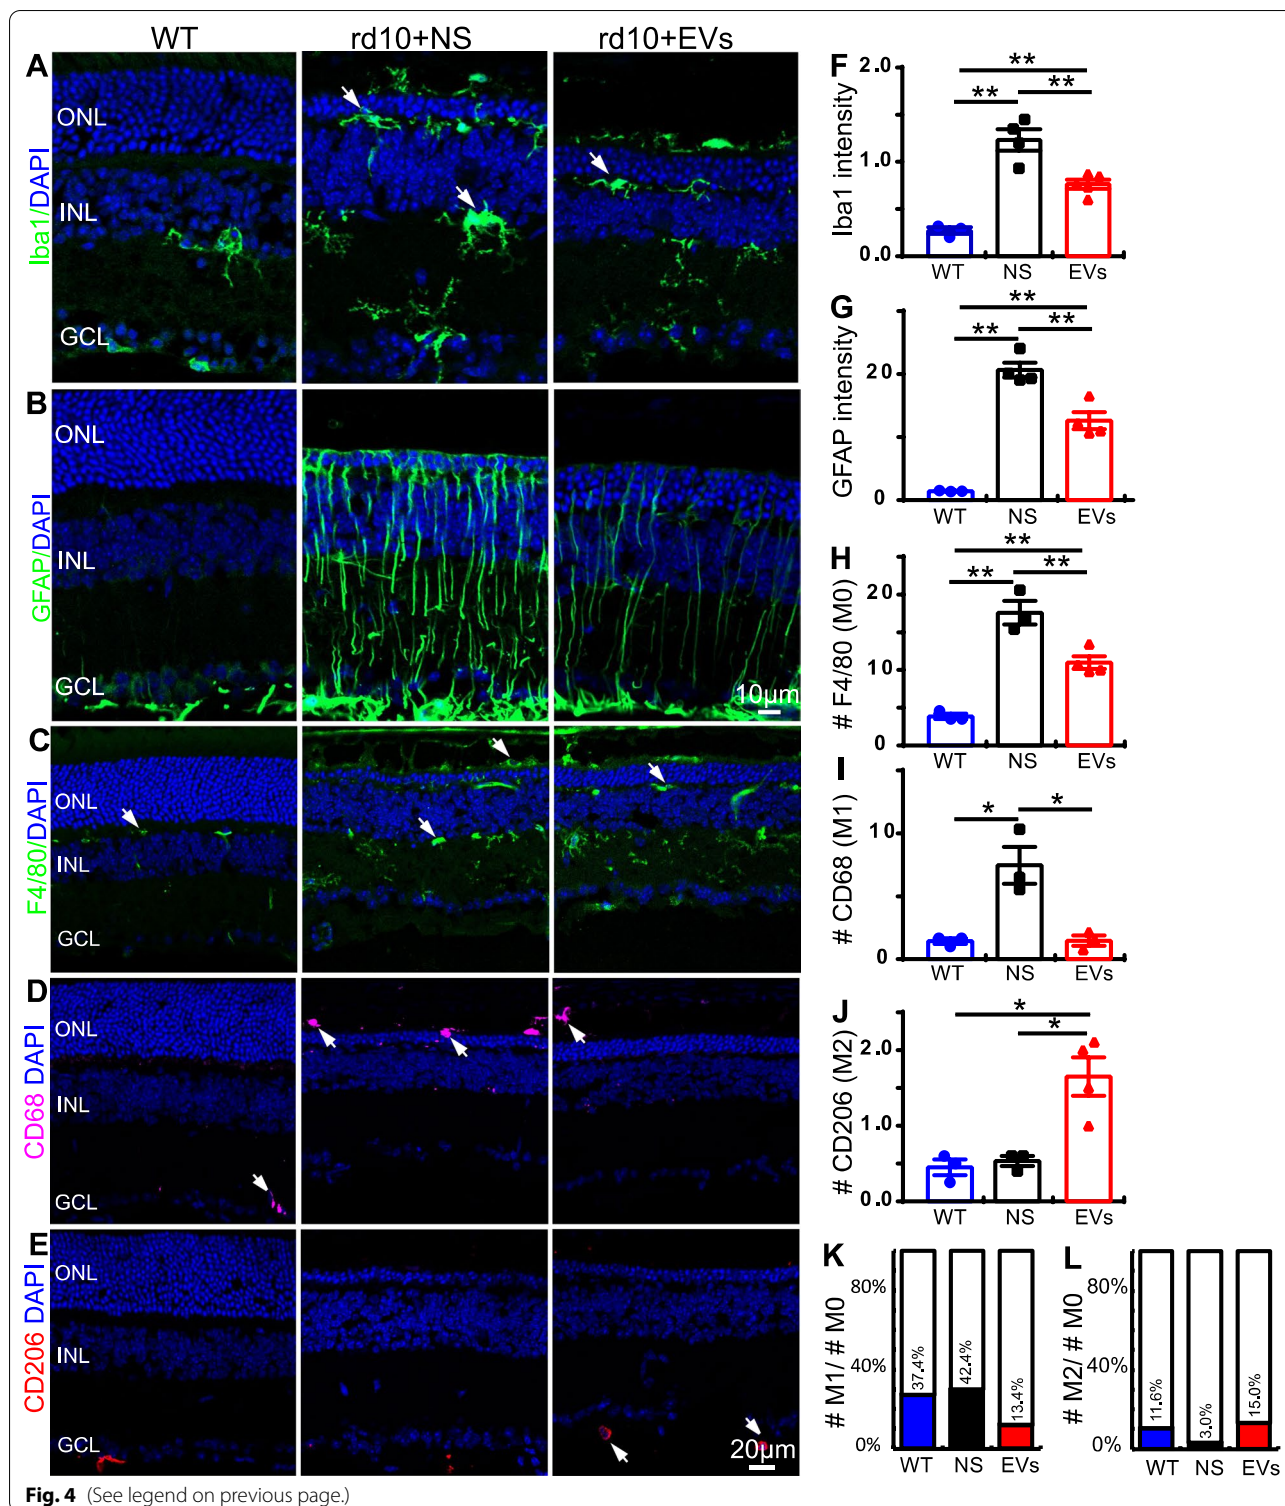 WT rd10+NS rd10+EVs
A
ONL
INL
GCL
Iba1/DAPI
B
ONL
INL
GCL
GFAP/DAPI
10µm
C
ONL
INL
GCL
F4/80/DAPI
D
ONL
INL
GCL
CD68 DAPI
E
ONL
INL
GCL
CD206 DAPI
20µm
F
Iba1 intensity
2.0
1.0
0.0
** ** **
WT NS EVs
G
GFAP intensity
20
0
** ** **
WT NS EVs
H
# F4/80 (M0)
20
10
0
** ** **
WT NS EVs
I
# CD68 (M1)
10
0
* *
WT NS EVs
J
# CD206 (M2)
2.0
1.0
0.0
* *
WT NS EVs
K
# M1/ # M0
80%
40%
0%
37.4% 42.4% 13.4%
WT NS EVs
L
# M2/ # M0
80%
40%
0%
11.6% 3.0% 15.0%
WT NS EVs
Fig. 4 (See legend on previous page.)